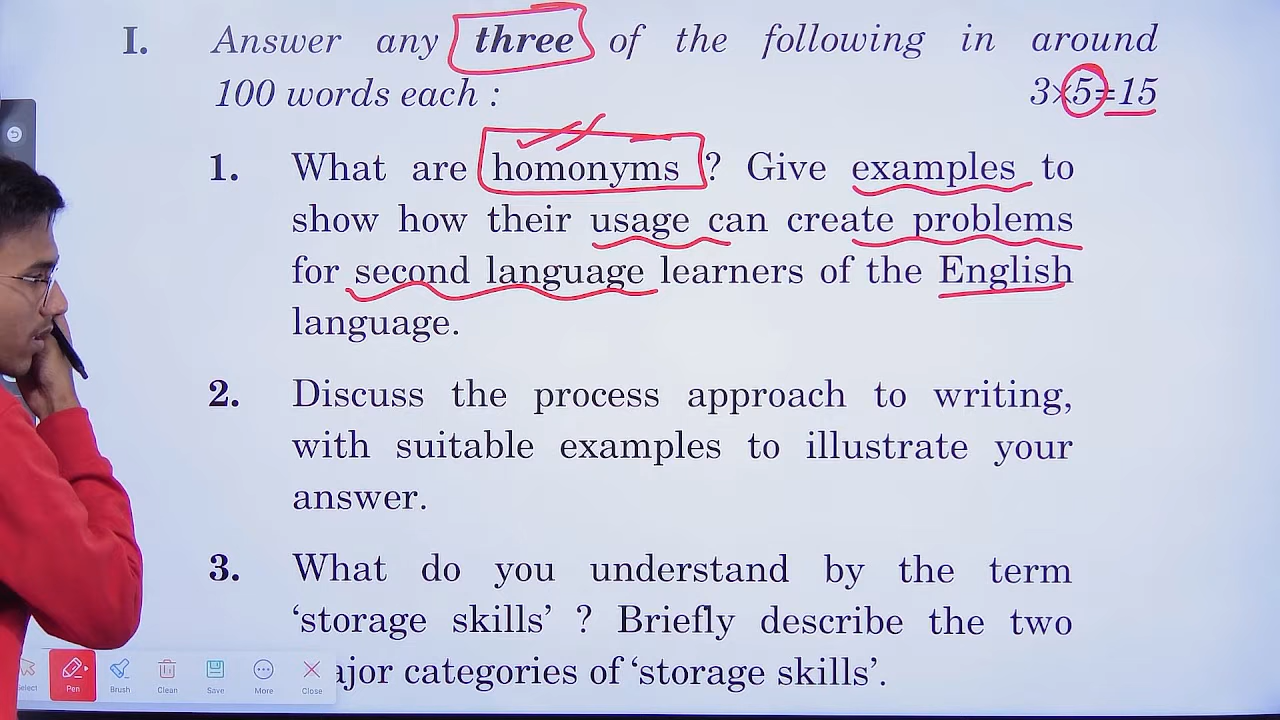 I. Answer any three of the following in around
100 words each : 3×5=15
1. What are homonyms ? Give examples to
show how their usage can create problems
for second language learners of the English
language.
2. Discuss the process approach to writing,
with suitable examples to illustrate your
answer.
3. What do you understand by the term
‘storage skills’ ? Briefly describe the two
ajor categories of ‘storage skills’.
elect Pen Brush Clean Save More Close